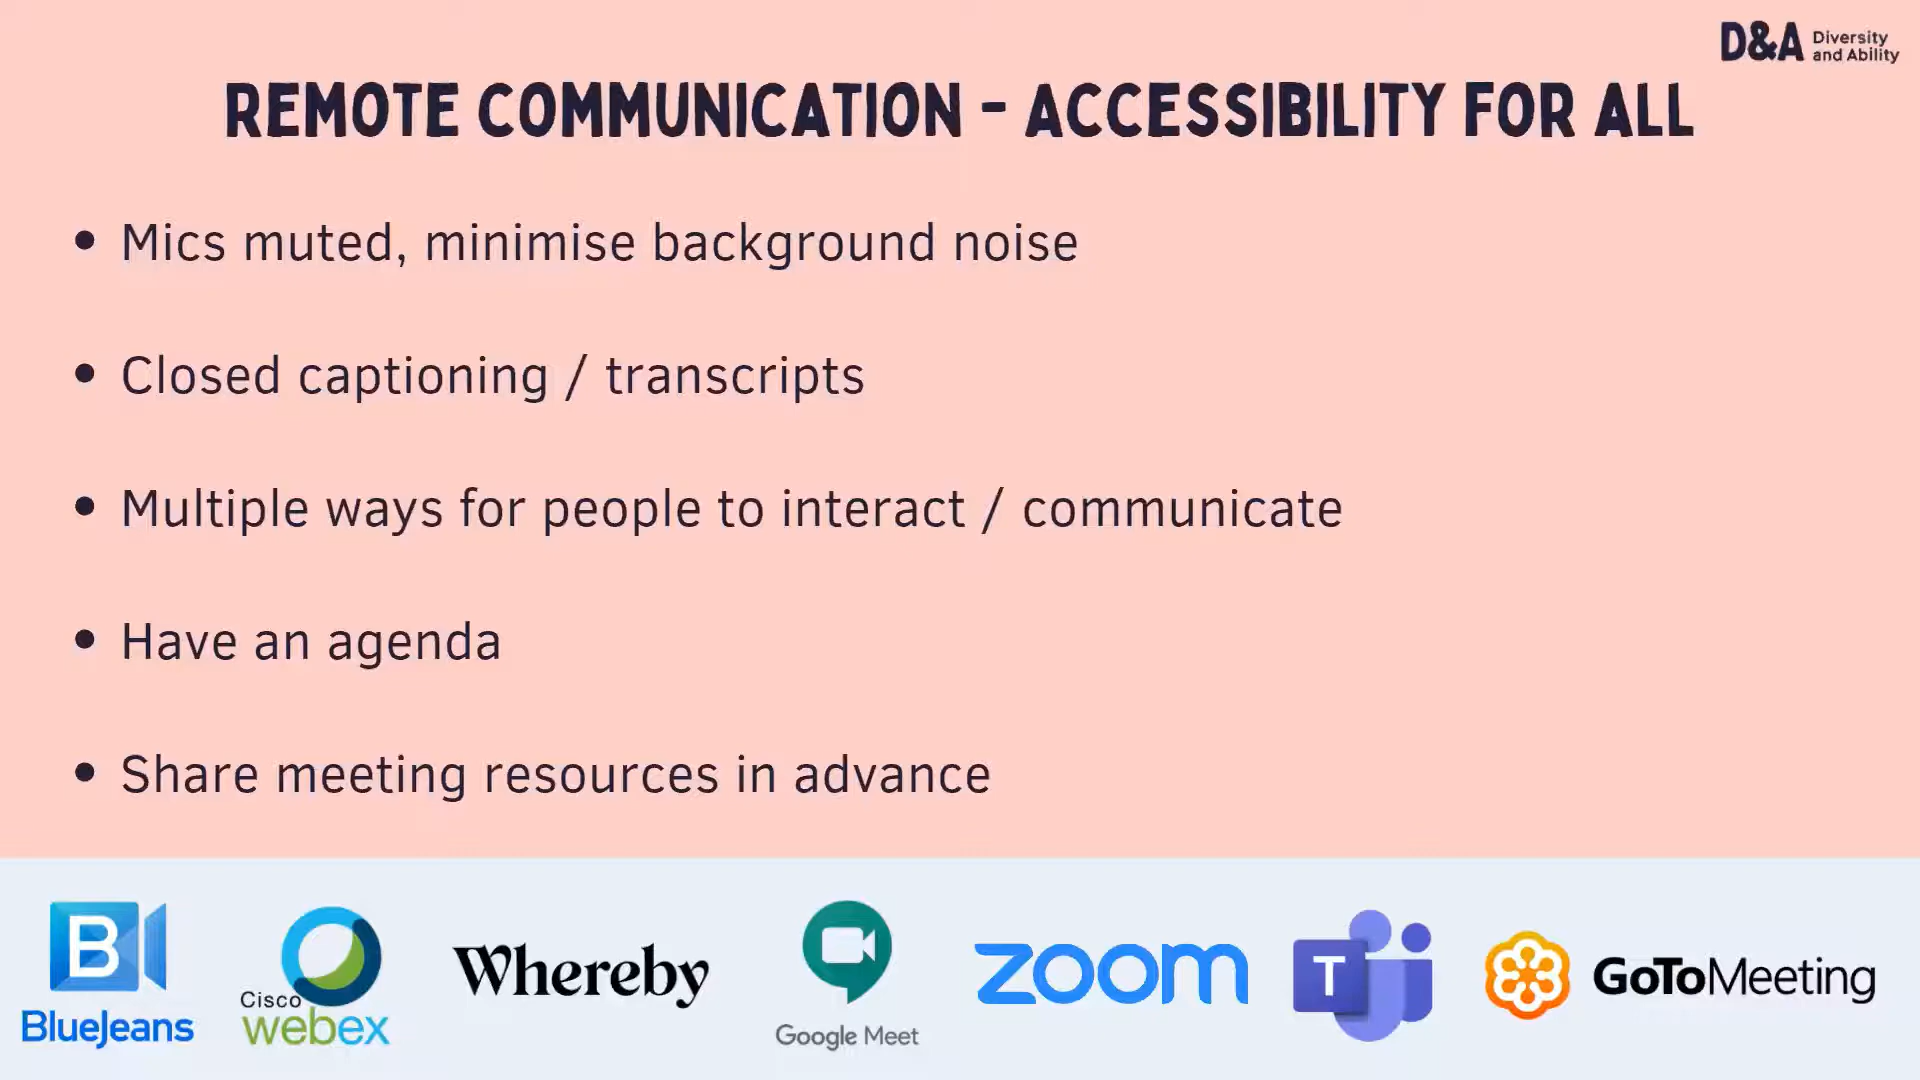 D&A Diversity
and Ability
REMOTE COMMUNICATION - ACCESSIBILITY FOR ALL
• Mics muted, minimise background noise
• Closed captioning / transcripts
• Multiple ways for people to interact / communicate
• Have an agenda
• Share meeting resources in advance
B
BlueJeans
Cisco
webex
Whereby
Google Meet
zoom
T
GoToMeeting